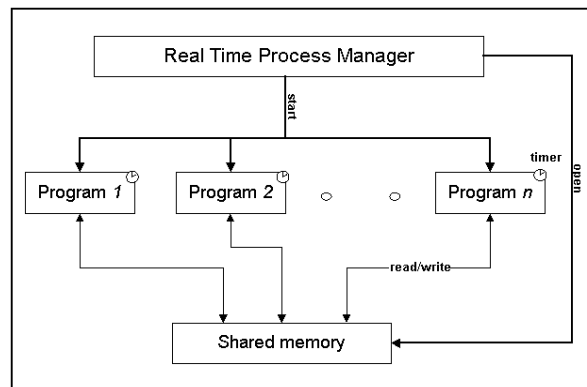 Real Time Process Manager
start
timer
open
Program 1
Program 2
Program n
read/write
Shared memory